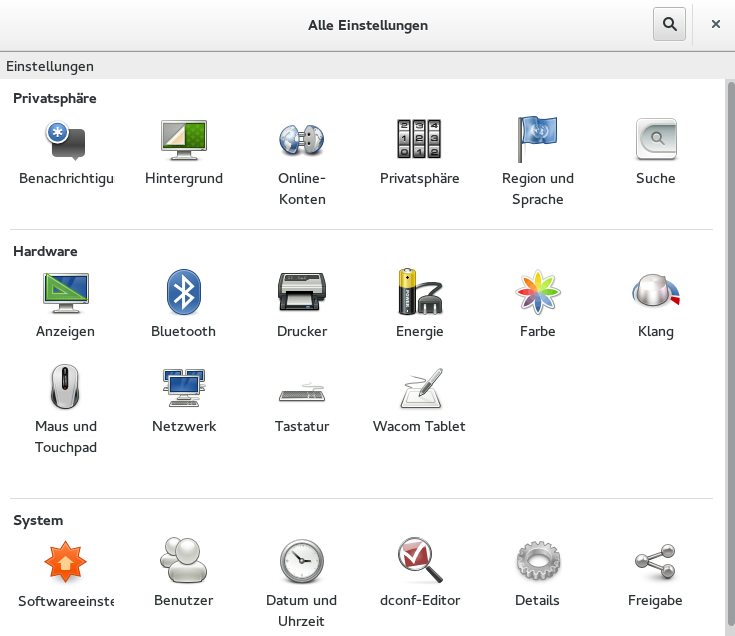 Alle Einstellungen
Einstellungen
Privatsphäre
Benachrichtigu
Hintergrund
Online-
Konten
Privatsphäre
Region und
Sprache
Suche
Hardware
Anzeigen
Bluetooth
Drucker
Energie
Farbe
Klang
Maus und
Touchpad
Netzwerk
Tastatur
Wacom Tablet
System
Softwareeinste
Benutzer
Datum und
Uhrzeit
dconf-Editor
Details
Freigabe